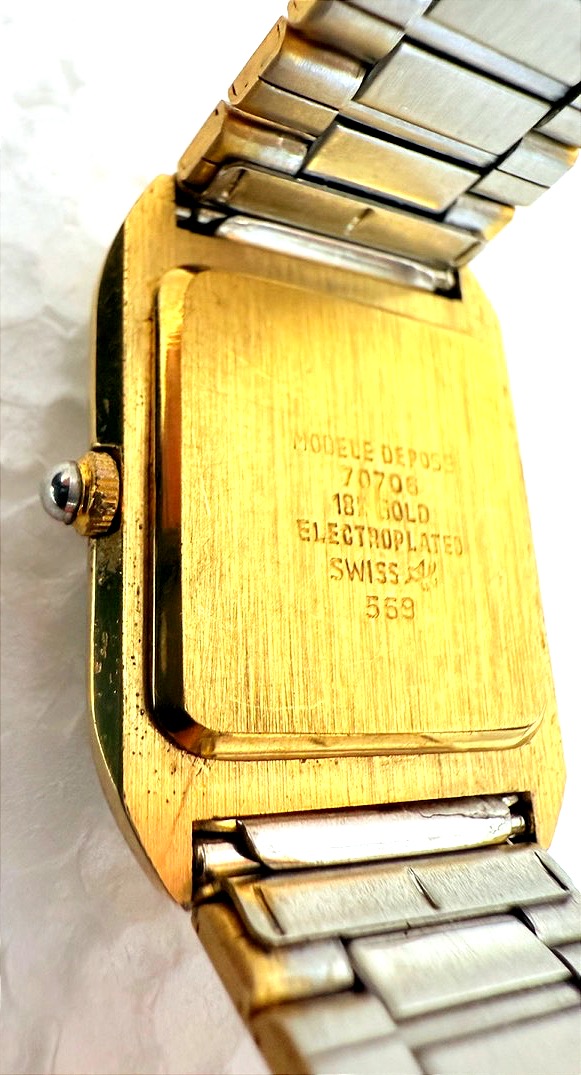 MODELE DEPOSE
70706
18K GOLD
ELECTROPLATED
SWISS
569